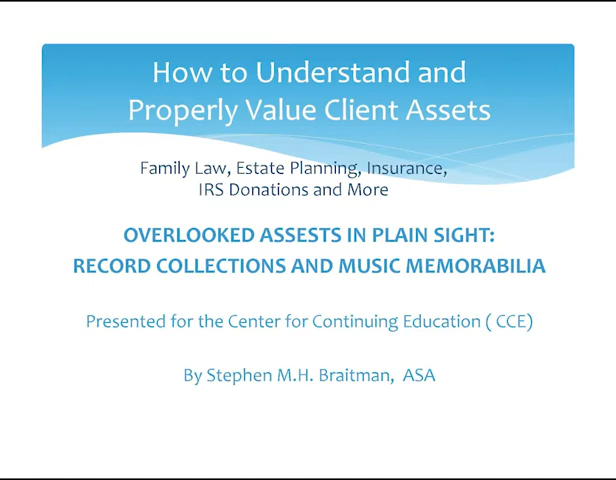 How to Understand and
Properly Value Client Assets
Family Law, Estate Planning, Insurance,
IRS Donations and More
OVERLOOKED ASSESTS IN PLAIN SIGHT:
RECORD COLLECTIONS AND MUSIC MEMORABILIA
Presented for the Center for Continuing Education ( CCE)
By Stephen M.H. Braitman, ASA